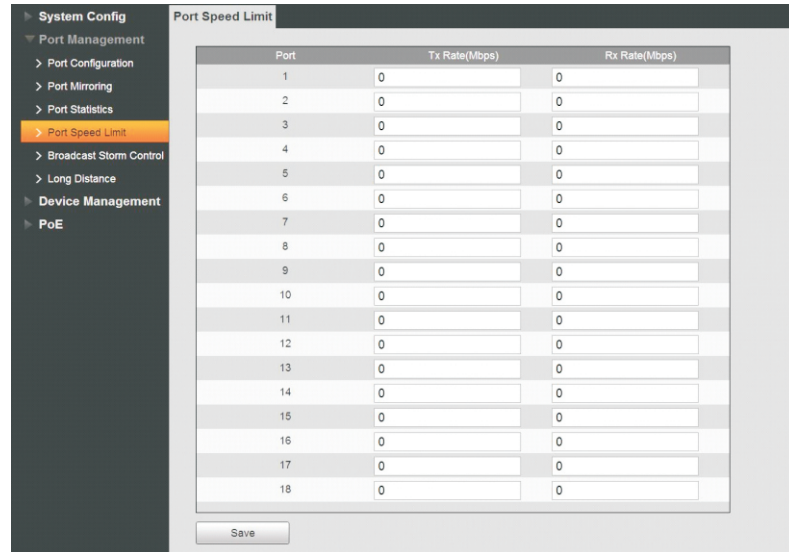 System Config
Port Management
> Port Configuration
> Port Mirroring
> Port Statistics
> Port Speed Limit
> Broadcast Storm Control
> Long Distance
Device Management
PoE
Port Speed Limit
Port Tx Rate(Mbps) Rx Rate(Mbps)
1 0 0
2 0 0
3 0 0
4 0 0
5 0 0
6 0 0
7 0 0
8 0 0
9 0 0
10 0 0
11 0 0
12 0 0
13 0 0
14 0 0
15 0 0
16 0 0
17 0 0
18 0 0
Save